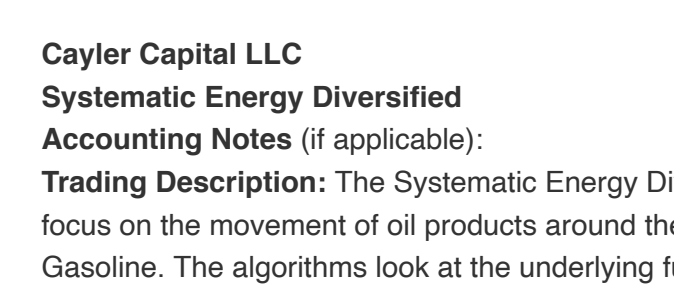 Cayler Capital LLC
Systematic Energy Diversified
Accounting Notes (if applicable):
Trading Description: The Systematic Energy
focus on the movement of oil products around
Gasoline. The algorithms look at the underlying